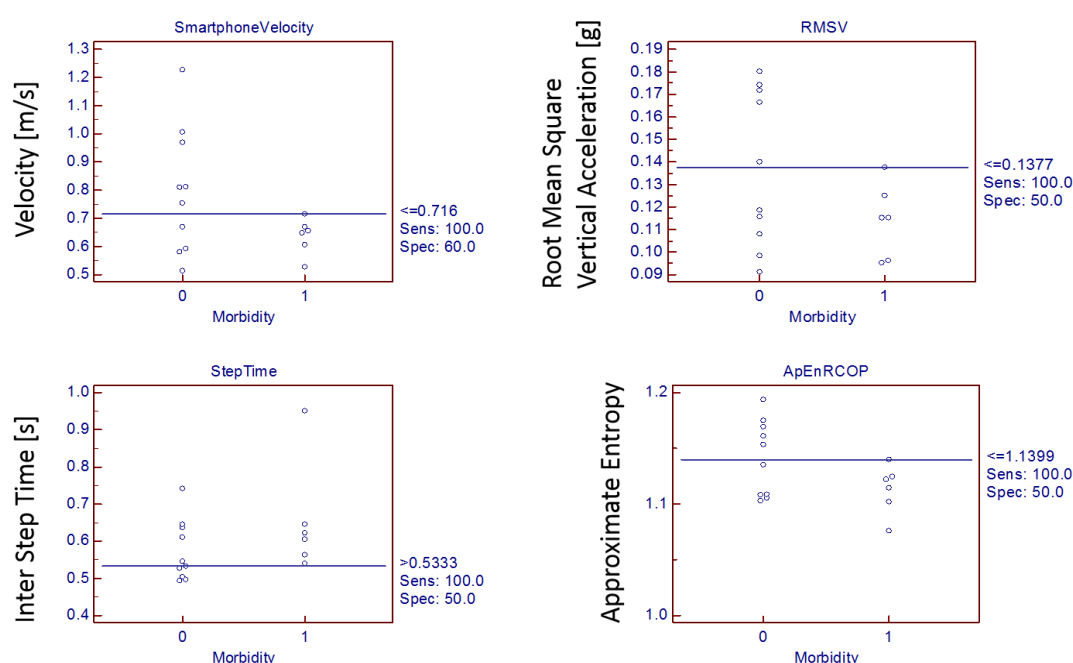 SmartphoneVelocity
Velocity [m/s]
1.3
1.2
1.1
1.0
0.9
0.8
0.7
0.6
0.5
0 1
Morbidity
<=0.716
Sens: 100.0
Spec: 60.0
RMSV
Root Mean Square
Vertical Acceleration [g]
0.19
0.18
0.17
0.16
0.15
0.14
0.13
0.12
0.11
0.10
0.09
0 1
Morbidity
<=0.1377
Sens: 100.0
Spec: 50.0
StepTime
Inter Step Time [s]
1.0
0.9
0.8
0.7
0.6
0.5
0.4
0 1
Morbidity
>0.5333
Sens: 100.0
Spec: 50.0
ApEnRCOP
Approximate Entropy
1.2
1.1
1.0
0 1
Morbidity
<=1.1399
Sens: 100.0
Spec: 50.0